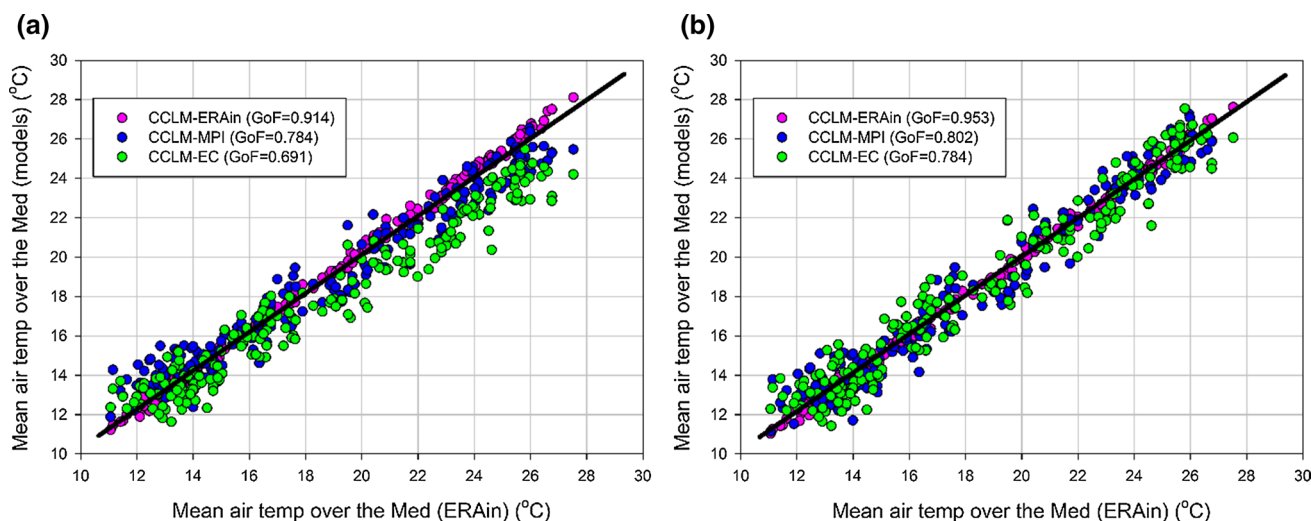 (a)
Mean air temp over the Med (models) (°C)
30
28
26
24
22
20
18
16
14
12
10
CCLM-ERAin (GoF=0.914)
CCLM-MPI (GoF=0.784)
CCLM-EC (GoF=0.691)
10 12 14 16 18 20 22 24 26 28 30
Mean air temp over the Med (ERAin) (°C)
(b)
Mean air temp over the Med (models) (°C)
30
28
26
24
22
20
18
16
14
12
10
CCLM-ERAin (GoF=0.953)
CCLM-MPI (GoF=0.802)
CCLM-EC (GoF=0.784)
10 12 14 16 18 20 22 24 26 28 30
Mean air temp over the Med (ERAin) (°C)